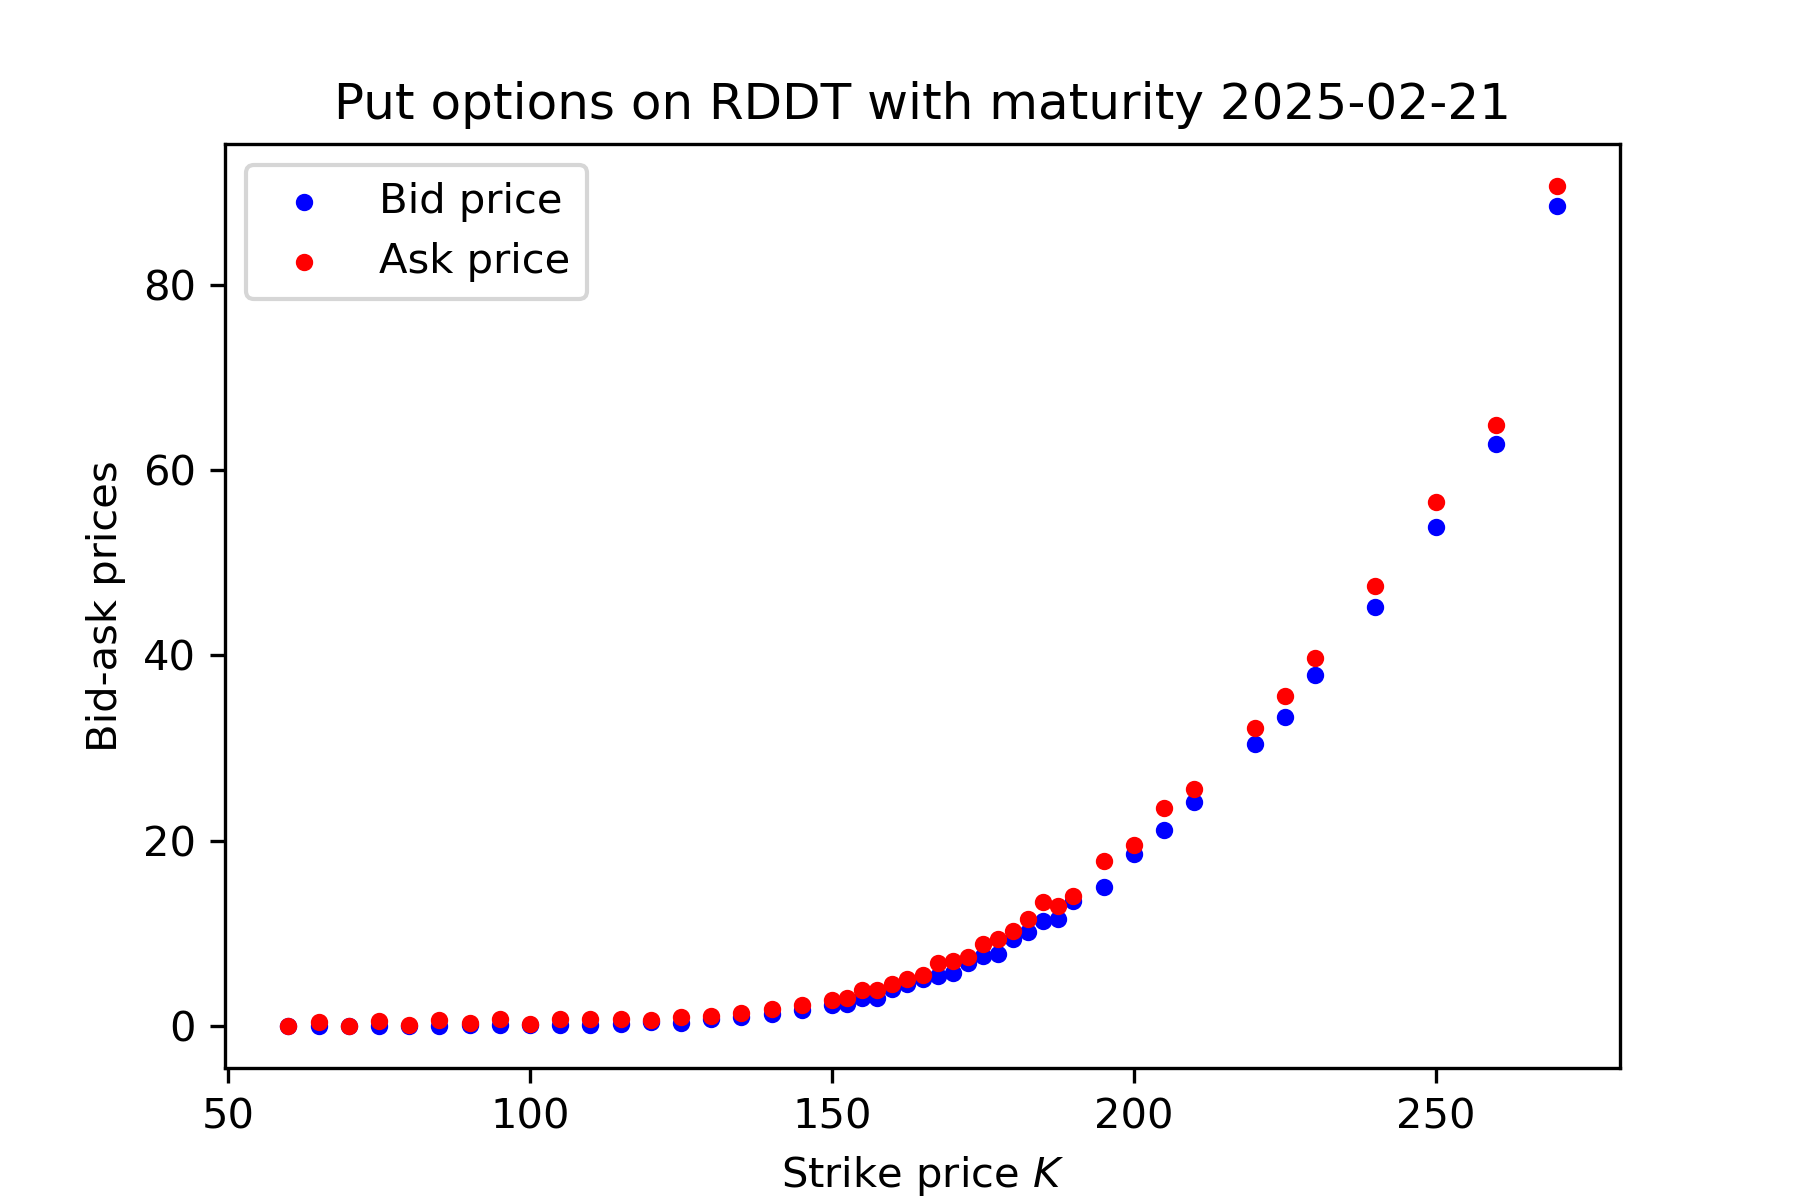 Put options on RDDT with maturity 2025-02-21
Bid price
Ask price
Bid-ask prices
80
60
40
20
0
50 100 150 200 250
Strike price K